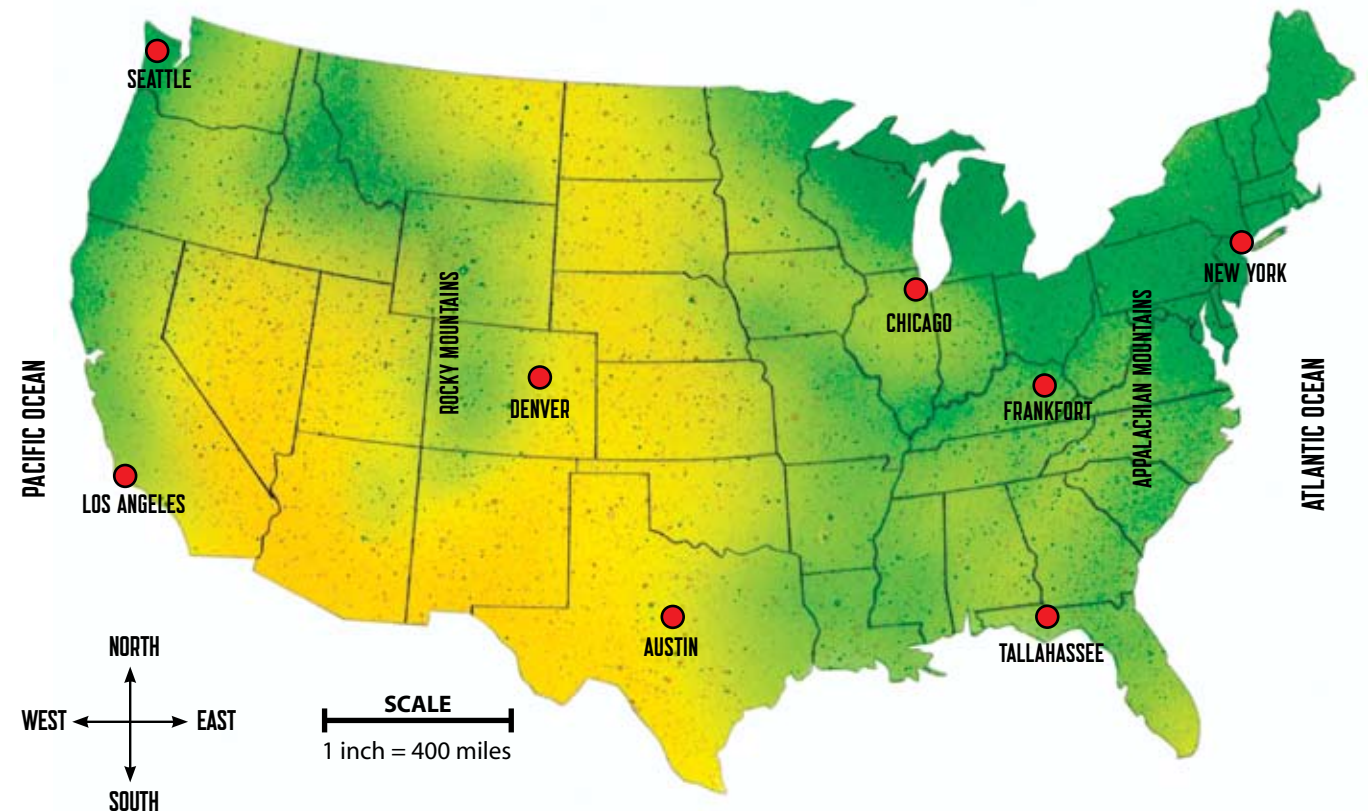 SEATTLE
NEW YORK
ROCKY MOUNTAINS
APPALACHIAN MOUNTAINS
CHICAGO
PACIFIC OCEAN
ATLANTIC OCEAN
DENVER
FRANKFORT
LOS ANGELES
AUSTIN
TALLAHASSEE
NORTH
WEST
EAST
SOUTH
SCALE
1 inch = 400 miles